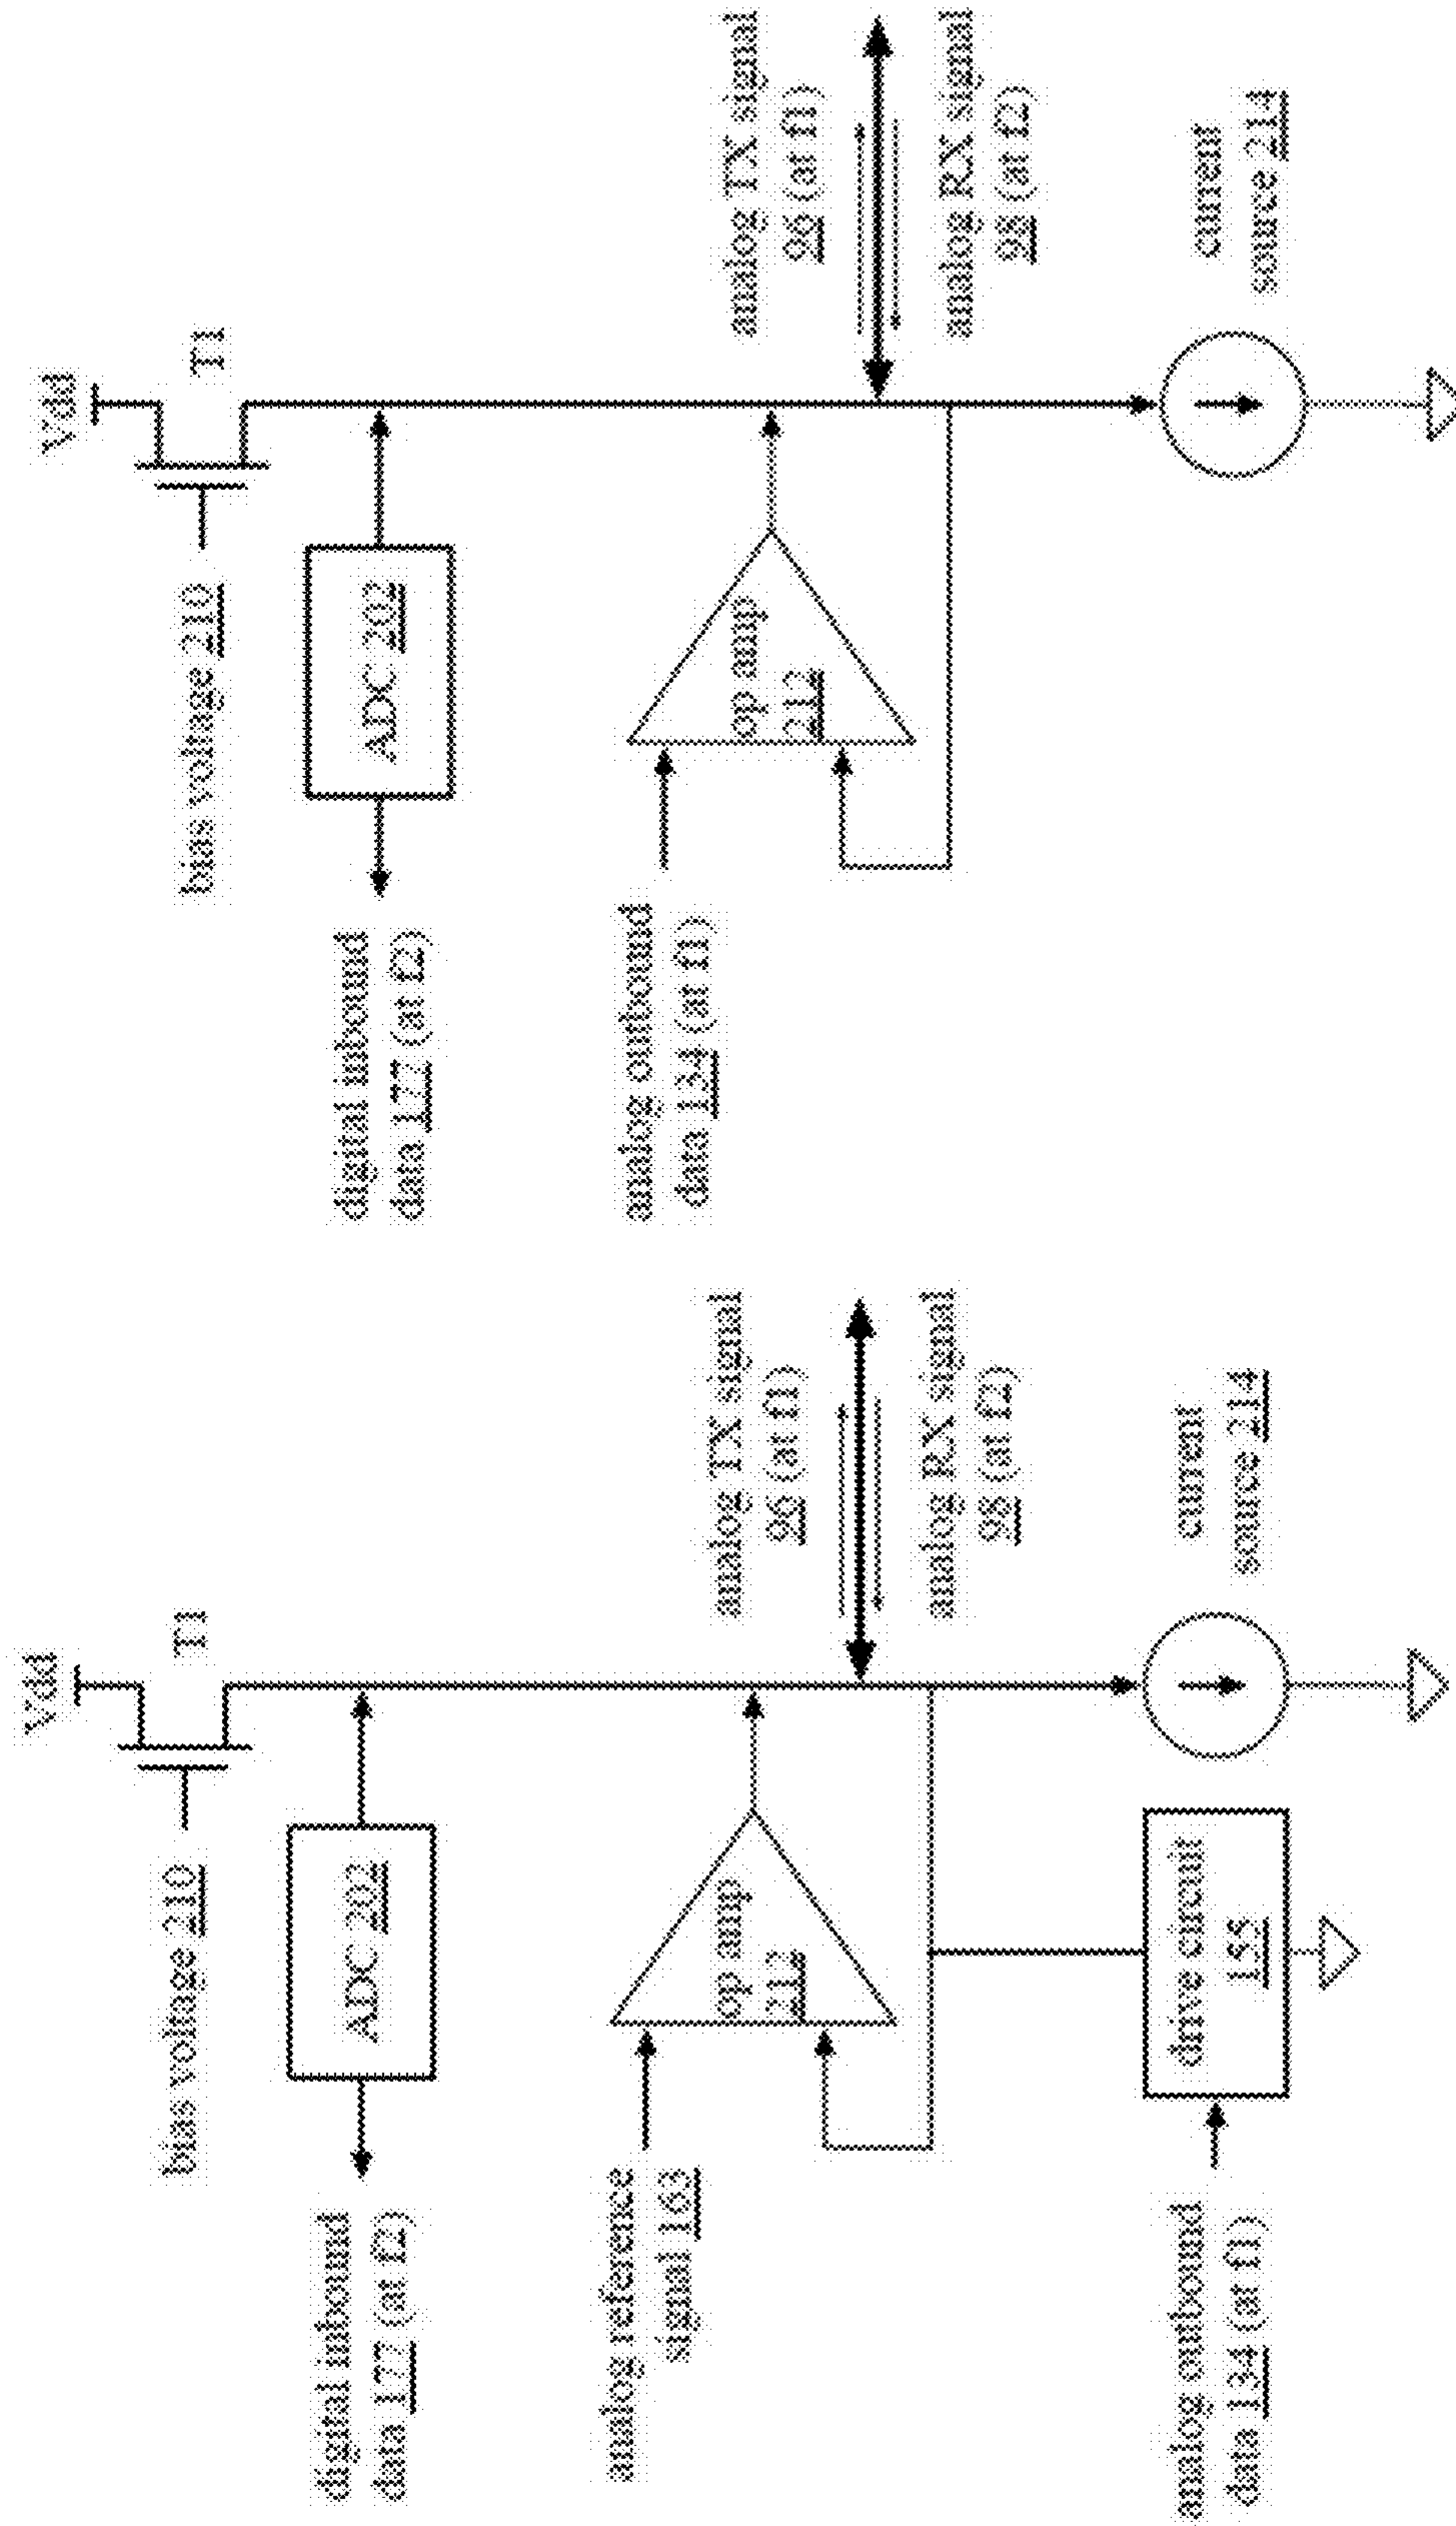 Vdd
T1
bias voltage 210
ADC 202
digital inbound
data 177 (at f2)
op amp
212
analog reference
signal 163
analog TX signal
96 (at f1)
analog RX signal
98 (at f2)
current
source 214
drive circuit
155
analog outbound
data 134 (at f1)
Vdd
T1
bias voltage 210
ADC 202
digital inbound
data 177 (at f2)
op amp
212
analog outbound
data 134 (at f1)
analog TX signal
96 (at f1)
analog RX signal
98 (at f2)
current
source 214